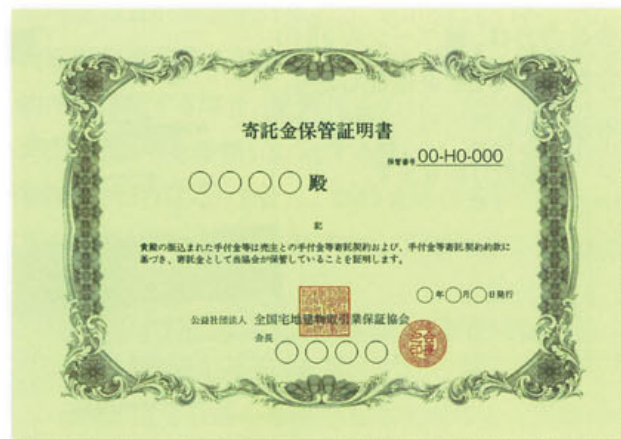 寄託金保管証明書
保管番号 00-H0-000
○○○○殿
記
貴殿の振込まれた手付金等は売主との手付金等寄託契約および、手付金等寄託契約約款に
基づき、寄託金として当協会が保管していることを証明します。
○年○月○日発行
公益社団法人 全国宅地建物取引業保証協会
会長 ○○○○